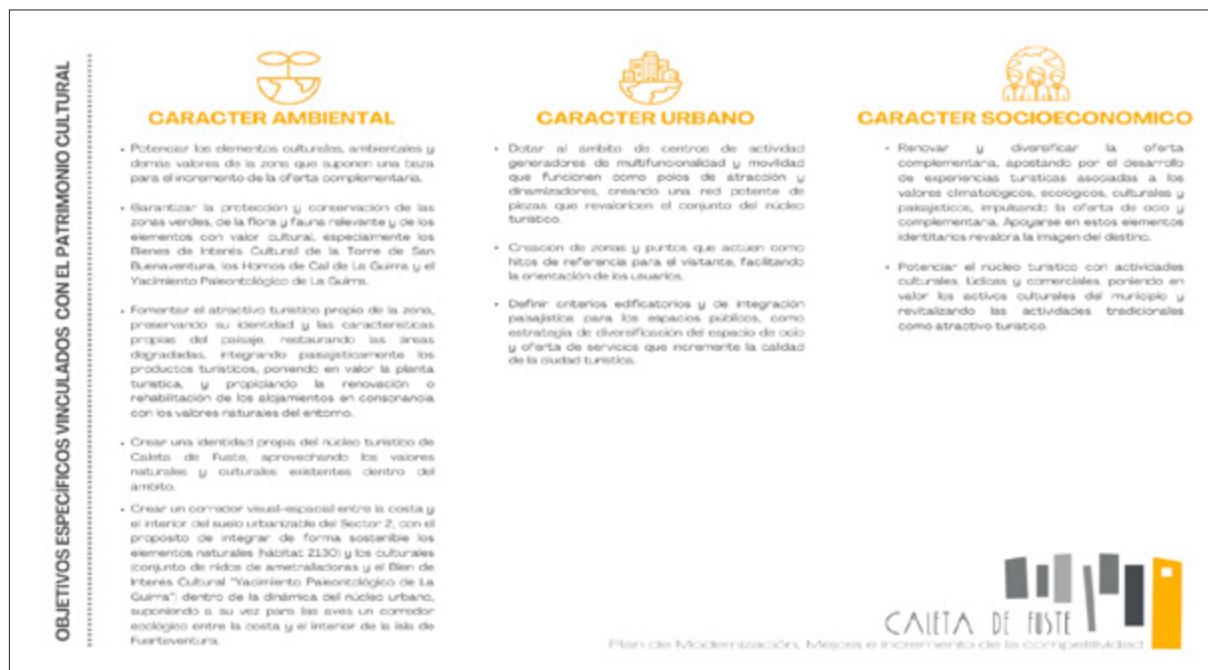 OBJETIVOS ESPECÍFICOS VINCULADOS CON EL PATRIMONIO CULTURAL
CARACTER AMBIENTAL
• Potenciar los elementos culturales, ambientales y
demás valores de la zona que suponen una baza
para el incremento de la oferta complementaria.
• Garantizar la protección y conservación de las
zonas verdes, de la flora y fauna relevante y de los
elementos con valor cultural, especialmente los
Bienes de Interés Cultural de la Torre de San
Buenaventura, los Hornos de Cal de La Guirra y el
Yacimiento Paleontológico de La Guirra.
• Fomentar el atractivo turístico propio de la zona,
preservando su identidad y las características
propias del paisaje, restaurando las áreas
degradadas, integrando paisajísticamente los
productos turísticos, poniendo en valor la planta
turística, y propiciando la renovación o
rehabilitación de los alojamientos en consonancia
con los valores naturales del entorno.
• Crear una identidad propia del núcleo turístico de
Caleta de Fuste, aprovechando los valores
naturales y culturales existentes dentro del
ámbito.
• Crear un corredor visual-espacial entre la costa y
el interior del suelo urbanizable del Sector 2, con el
propósito de integrar de forma sostenible los
elementos naturales (hábitat 2130) y los culturales
(conjunto de nidos de ametralladoras y el Bien de
Interés Cultural "Yacimiento Paleontológico de La
Guirra") dentro de la dinámica del núcleo urbano,
suponiendo a su vez para las aves un corredor
ecológico entre la costa y el interior de la isla de
Fuerteventura.
CARACTER URBANO
• Dotar al ámbito de centros de actividad
generadores de multifuncionalidad y movilidad
que funcionen como polos de atracción y
dinamizadores, creando una red potente de
piezas que revaloricen el conjunto del núcleo
turístico.
• Creación de zonas y puntos que actúen como
hitos de referencia para el visitante, facilitando
la orientación de los usuarios.
• Definir criterios edificatorios y de integración
paisajística para los espacios públicos, como
estrategia de diversificación del espacio de ocio
y oferta de servicios que incremente la calidad
de la ciudad turística.
CARACTER SOCIOECONOMICO
• Renovar y diversificar la oferta
complementaria, apostando por el desarrollo
de experiencias turísticas asociadas a los
valores climatológicos, ecológicos, culturales y
paisajísticos, impulsando la oferta de ocio y
complementaria. Apoyarse en estos elementos
identitarios revalora la imagen del destino.
• Potenciar el núcleo turístico con actividades
culturales, lúdicas y comerciales, poniendo en
valor los activos culturales del municipio y
revitalizando las actividades tradicionales
como atractivo turístico.
CALETA DE FUSTE
Plan de Modernización, Mejora e incremento de la competitividad